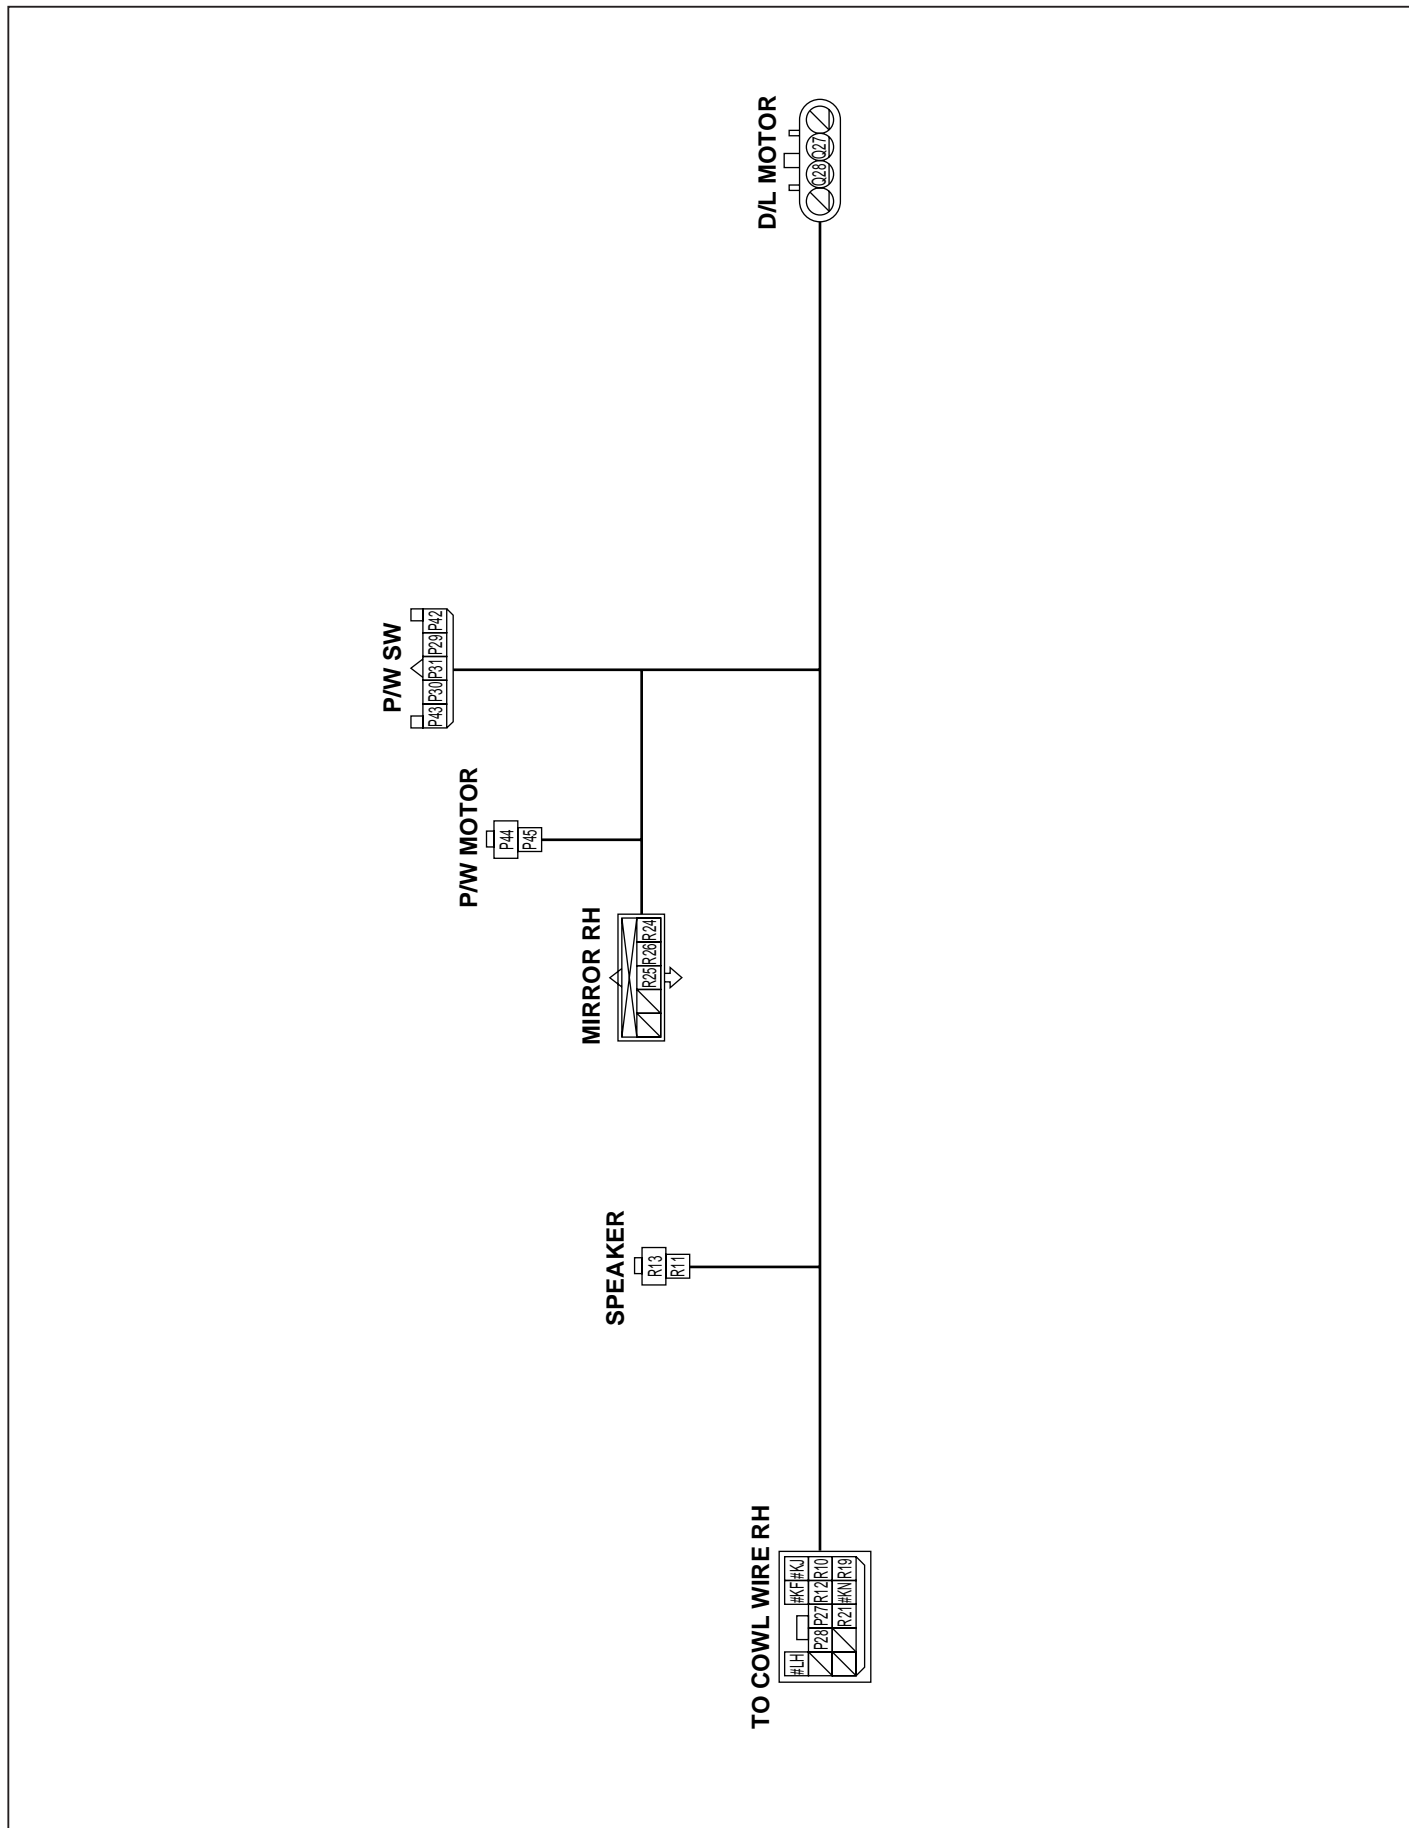 D/L MOTOR
Q28 Q27
P/W SW
P43 P30 P31 P29 P42
P/W MOTOR
P44
P45
MIRROR RH
R25 R26 R24
SPEAKER
R13
R11
TO COWL WIRE RH
#LH #KF #KJ
P28 P27 R12 R10
R21 #KN R19